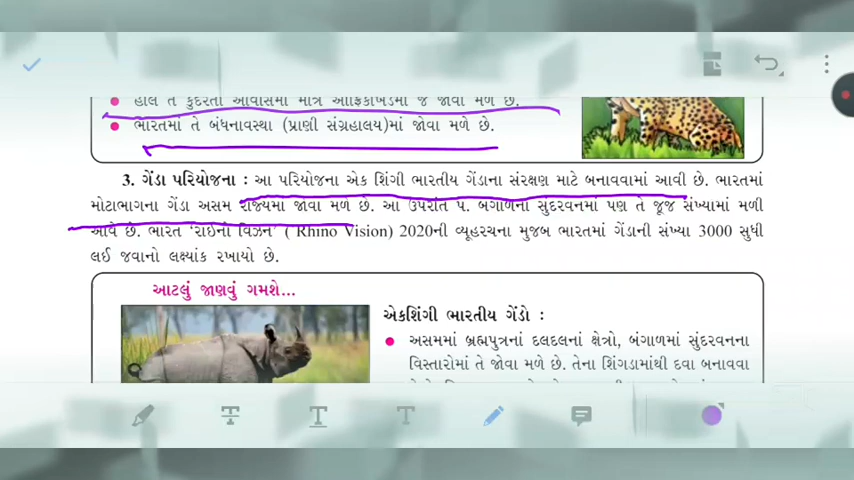 હાલ તે કુદરતી આવાસમાં માત્ર આફ્રિકાખંડમાં જ જોવા મળે છે.
ભારતમાં તે બંધનાવસ્થા (પ્રાણી સંગ્રહાલય)માં જોવા મળે છે.
3. ગેંડા પરિયોજના : આ પરિયોજના એક શિંગી ભારતીય ગેંડાના સંરક્ષણ માટે બનાવવામાં આવી છે. ભારતમાં
મોટાભાગના ગેંડા અસમ રાજ્યમાં જોવા મળે છે. આ ઉપરાંત પ. બંગાળના સુંદરવનમાં પણ તે જૂજ સંખ્યામાં મળી
આવે છે. ભારત ‘રાઈનો વિઝન’ ( Rhino Vision) 2020ની વ્યૂહરચના મુજબ ભારતમાં ગેંડાની સંખ્યા 3000 સુધી
લઈ જવાનો લક્ષ્યાંક રખાયો છે.
આટલું જાણવું ગમશે...
એકશિંગી ભારતીય ગેંડો :
અસમમાં બ્રહ્મપુત્રનાં દલદલનાં ક્ષેત્રો, બંગાળમાં સુંદરવનના
વિસ્તારોમાં તે જોવા મળે છે. તેના શિંગડામાંથી દવા બનાવવા